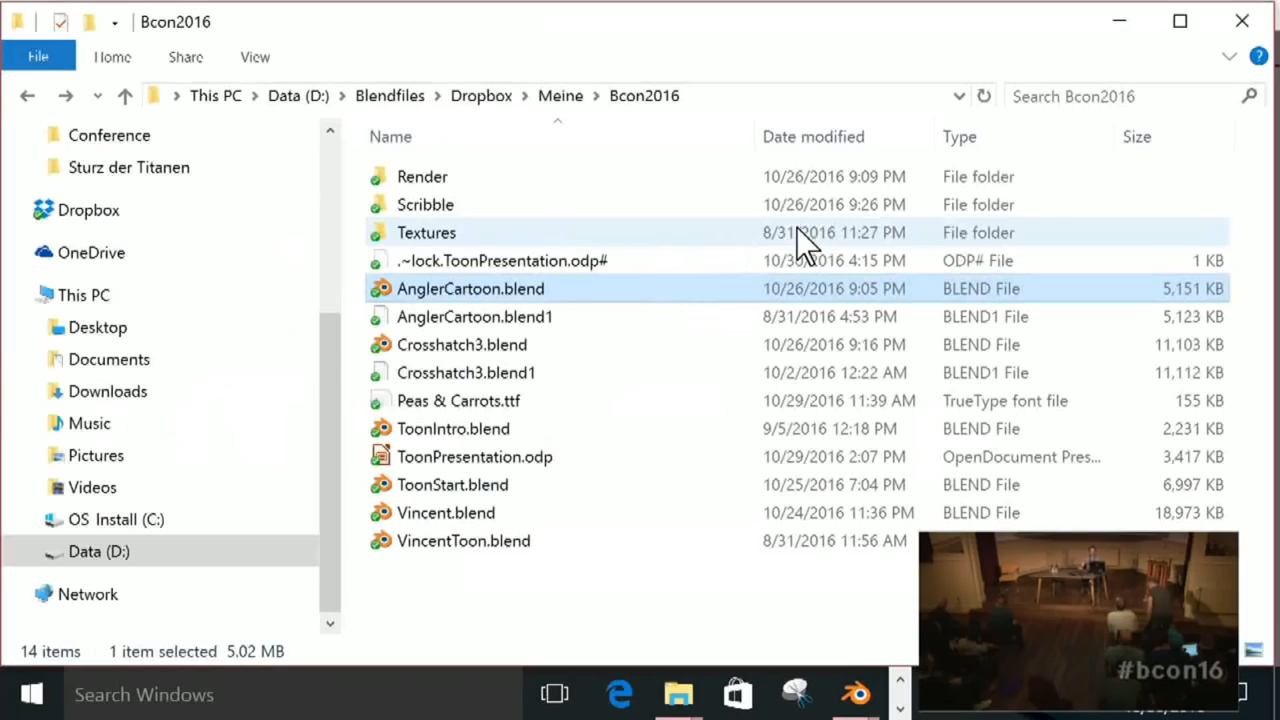 Bcon2016
File Home Share View
This PC Data (D:) Blendfiles Dropbox Meine Bcon2016 Search Bcon2016
Conference
Sturz der Titanen
Dropbox
OneDrive
This PC
Desktop
Documents
Downloads
Music
Pictures
Videos
OS Install (C:)
Data (D:)
Network
Name Date modified Type Size
Render 10/26/2016 9:09 PM File folder
Scribble 10/26/2016 9:26 PM File folder
Textures 8/31/2016 11:27 PM File folder
.~lock.ToonPresentation.odp# 4:15 PM ODP# File 1 KB
AnglerCartoon.blend 10/26/2016 9:05 PM BLEND File 5,151 KB
AnglerCartoon.blend1 8/31/2016 4:53 PM BLEND1 File 5,123 KB
Crosshatch3.blend 10/26/2016 9:16 PM BLEND File 11,103 KB
Crosshatch3.blend1 10/2/2016 12:22 AM BLEND1 File 11,112 KB
Peas & Carrots.ttf 10/29/2016 11:39 AM TrueType font file 155 KB
ToonIntro.blend 9/5/2016 12:18 PM BLEND File 2,231 KB
ToonPresentation.odp 10/29/2016 2:07 PM OpenDocument Pres... 3,417 KB
ToonStart.blend 10/25/2016 7:04 PM BLEND File 6,997 KB
Vincent.blend 10/24/2016 11:36 PM BLEND File 18,973 KB
VincentToon.blend 8/31/2016 11:56 AM
14 items 1 item selected 5.02 MB
Search Windows
#bcon16